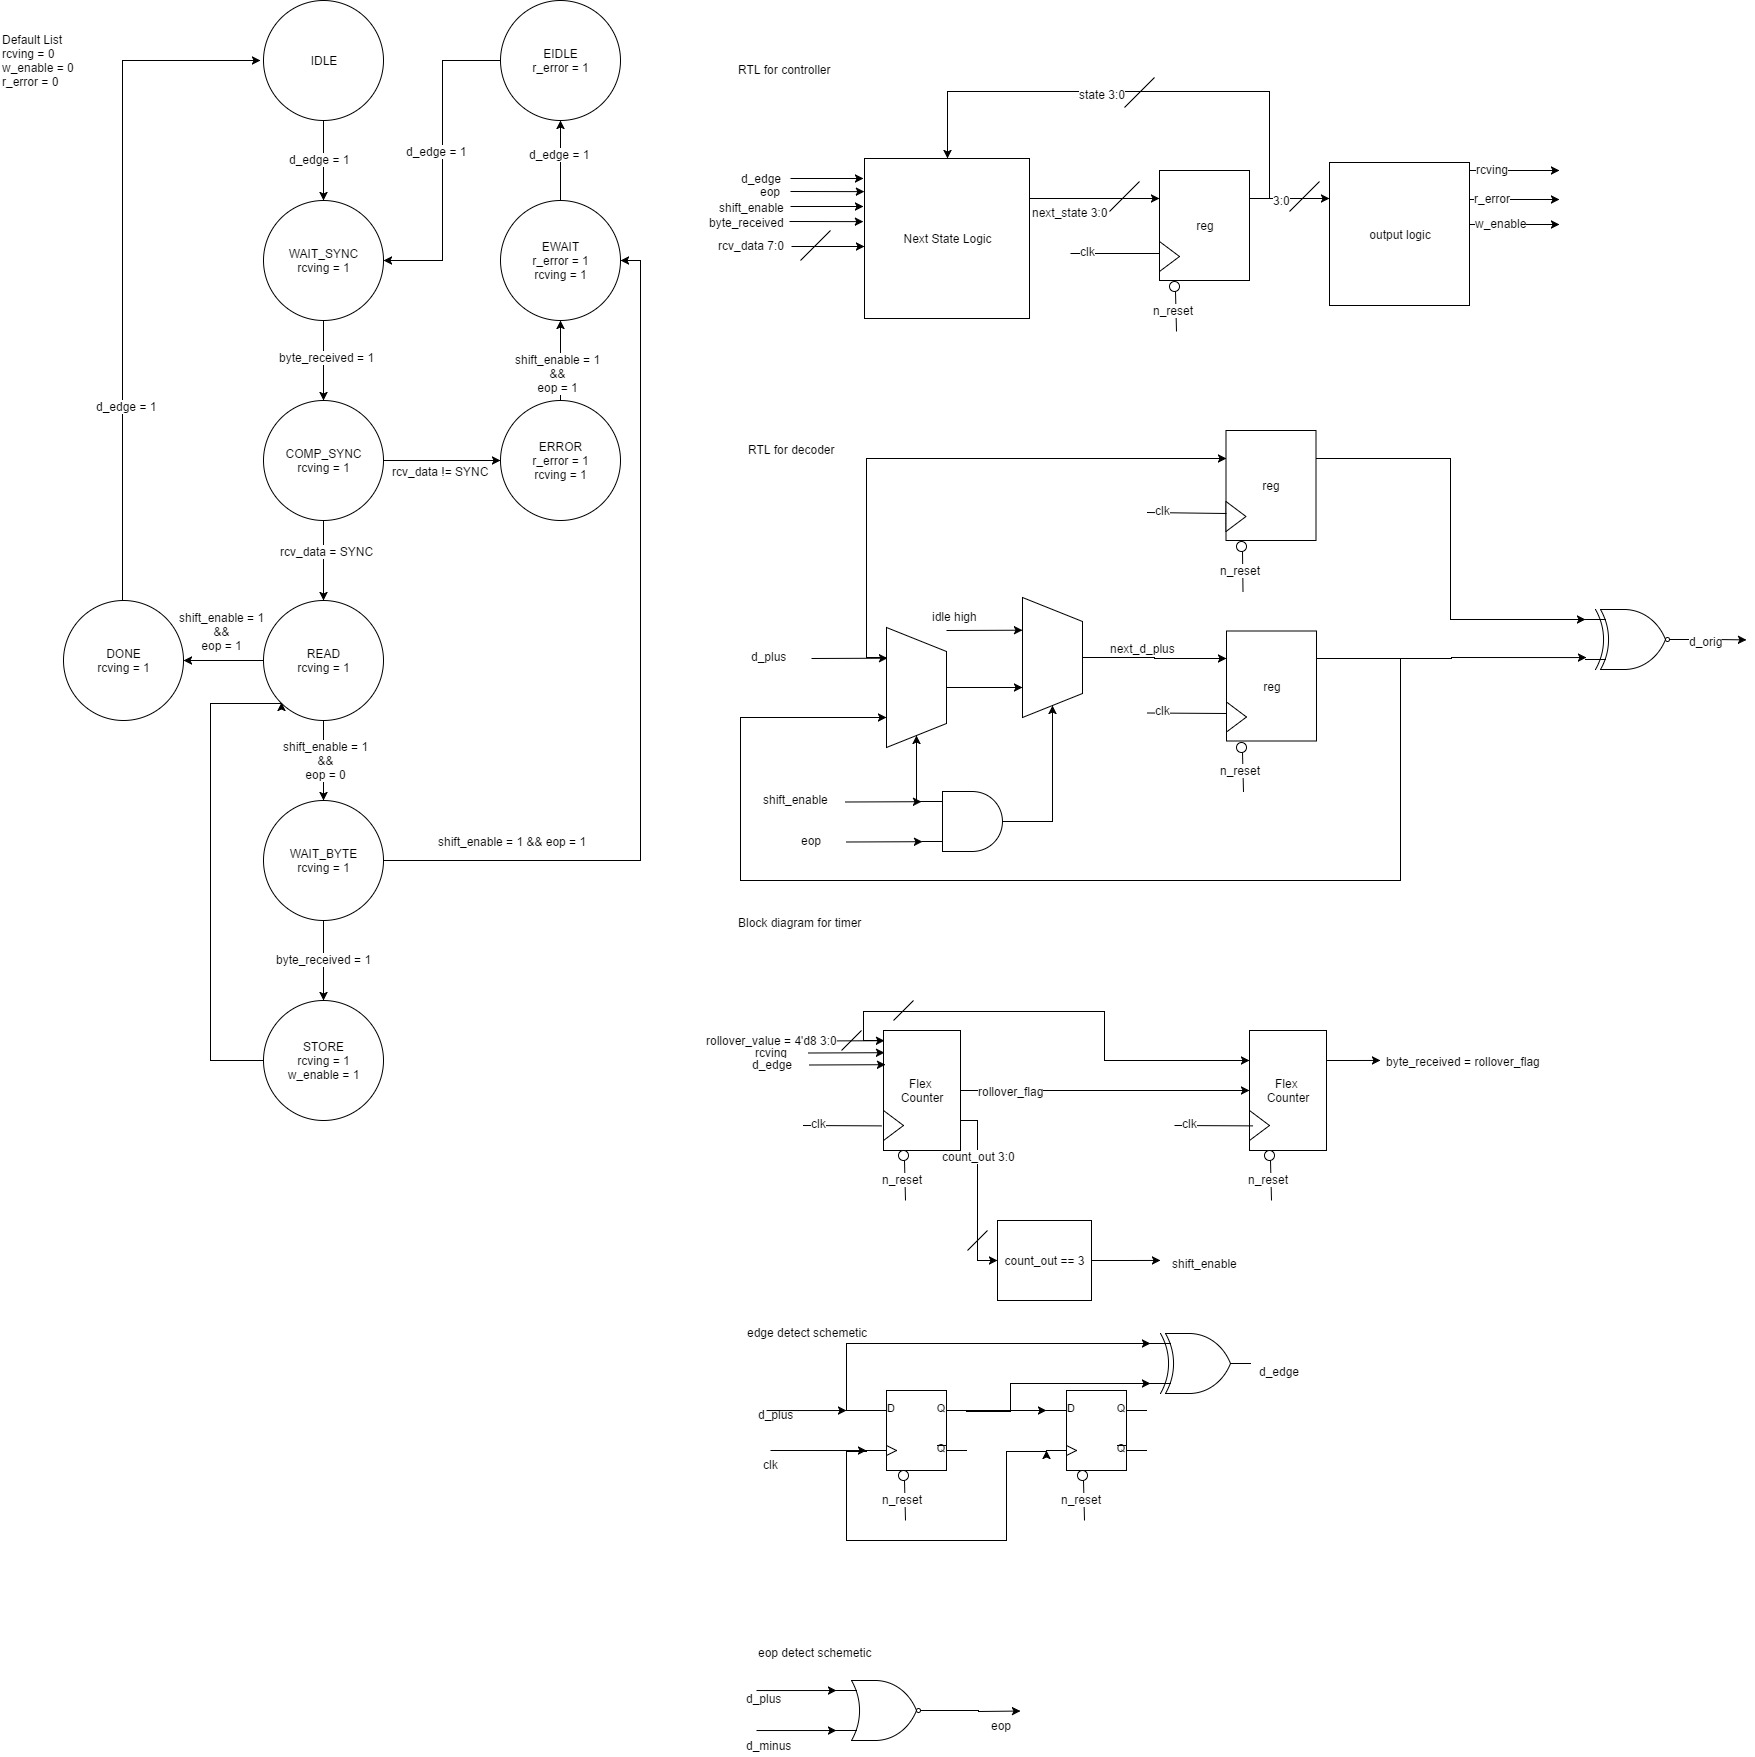 Default List
rcving = 0
w_enable = 0
r_error = 0
IDLE
EIDLE
r_error = 1
d_edge = 1
d_edge = 1
d_edge = 1
WAIT_SYNC
rcving = 1
EWAIT
r_error = 1
rcving = 1
byte_received = 1
shift_enable = 1
&&
eop = 1
d_edge = 1
COMP_SYNC
rcving = 1
rcv_data != SYNC
ERROR
r_error = 1
rcving = 1
rcv_data = SYNC
DONE
rcving = 1
shift_enable = 1
&&
eop = 1
READ
rcving = 1
shift_enable = 1
&&
eop = 0
WAIT_BYTE
rcving = 1
shift_enable = 1 && eop = 1
byte_received = 1
STORE
rcving = 1
w_enable = 1
RTL for controller
state 3:0
d_edge
eop
shift_enable
byte_received
rcv_data 7:0
Next State Logic
next_state 3:0
reg
clk
n_reset
3:0
output logic
rcving
r_error
w_enable
RTL for decoder
reg
clk
n_reset
idle high
d_plus
next_d_plus
reg
clk
n_reset
d_orig
shift_enable
eop
Block diagram for timer
rollover_value = 4'd8 3:0
rcving
d_edge
Flex
Counter
clk
n_reset
rollover_flag
count_out 3:0
Flex
Counter
clk
n_reset
byte_received = rollover_flag
count_out == 3
shift_enable
edge detect schemetic
d_edge
d_plus
D
Q
Q
D
Q
Q
clk
n_reset
n_reset
eop detect schemetic
d_plus
d_minus
eop